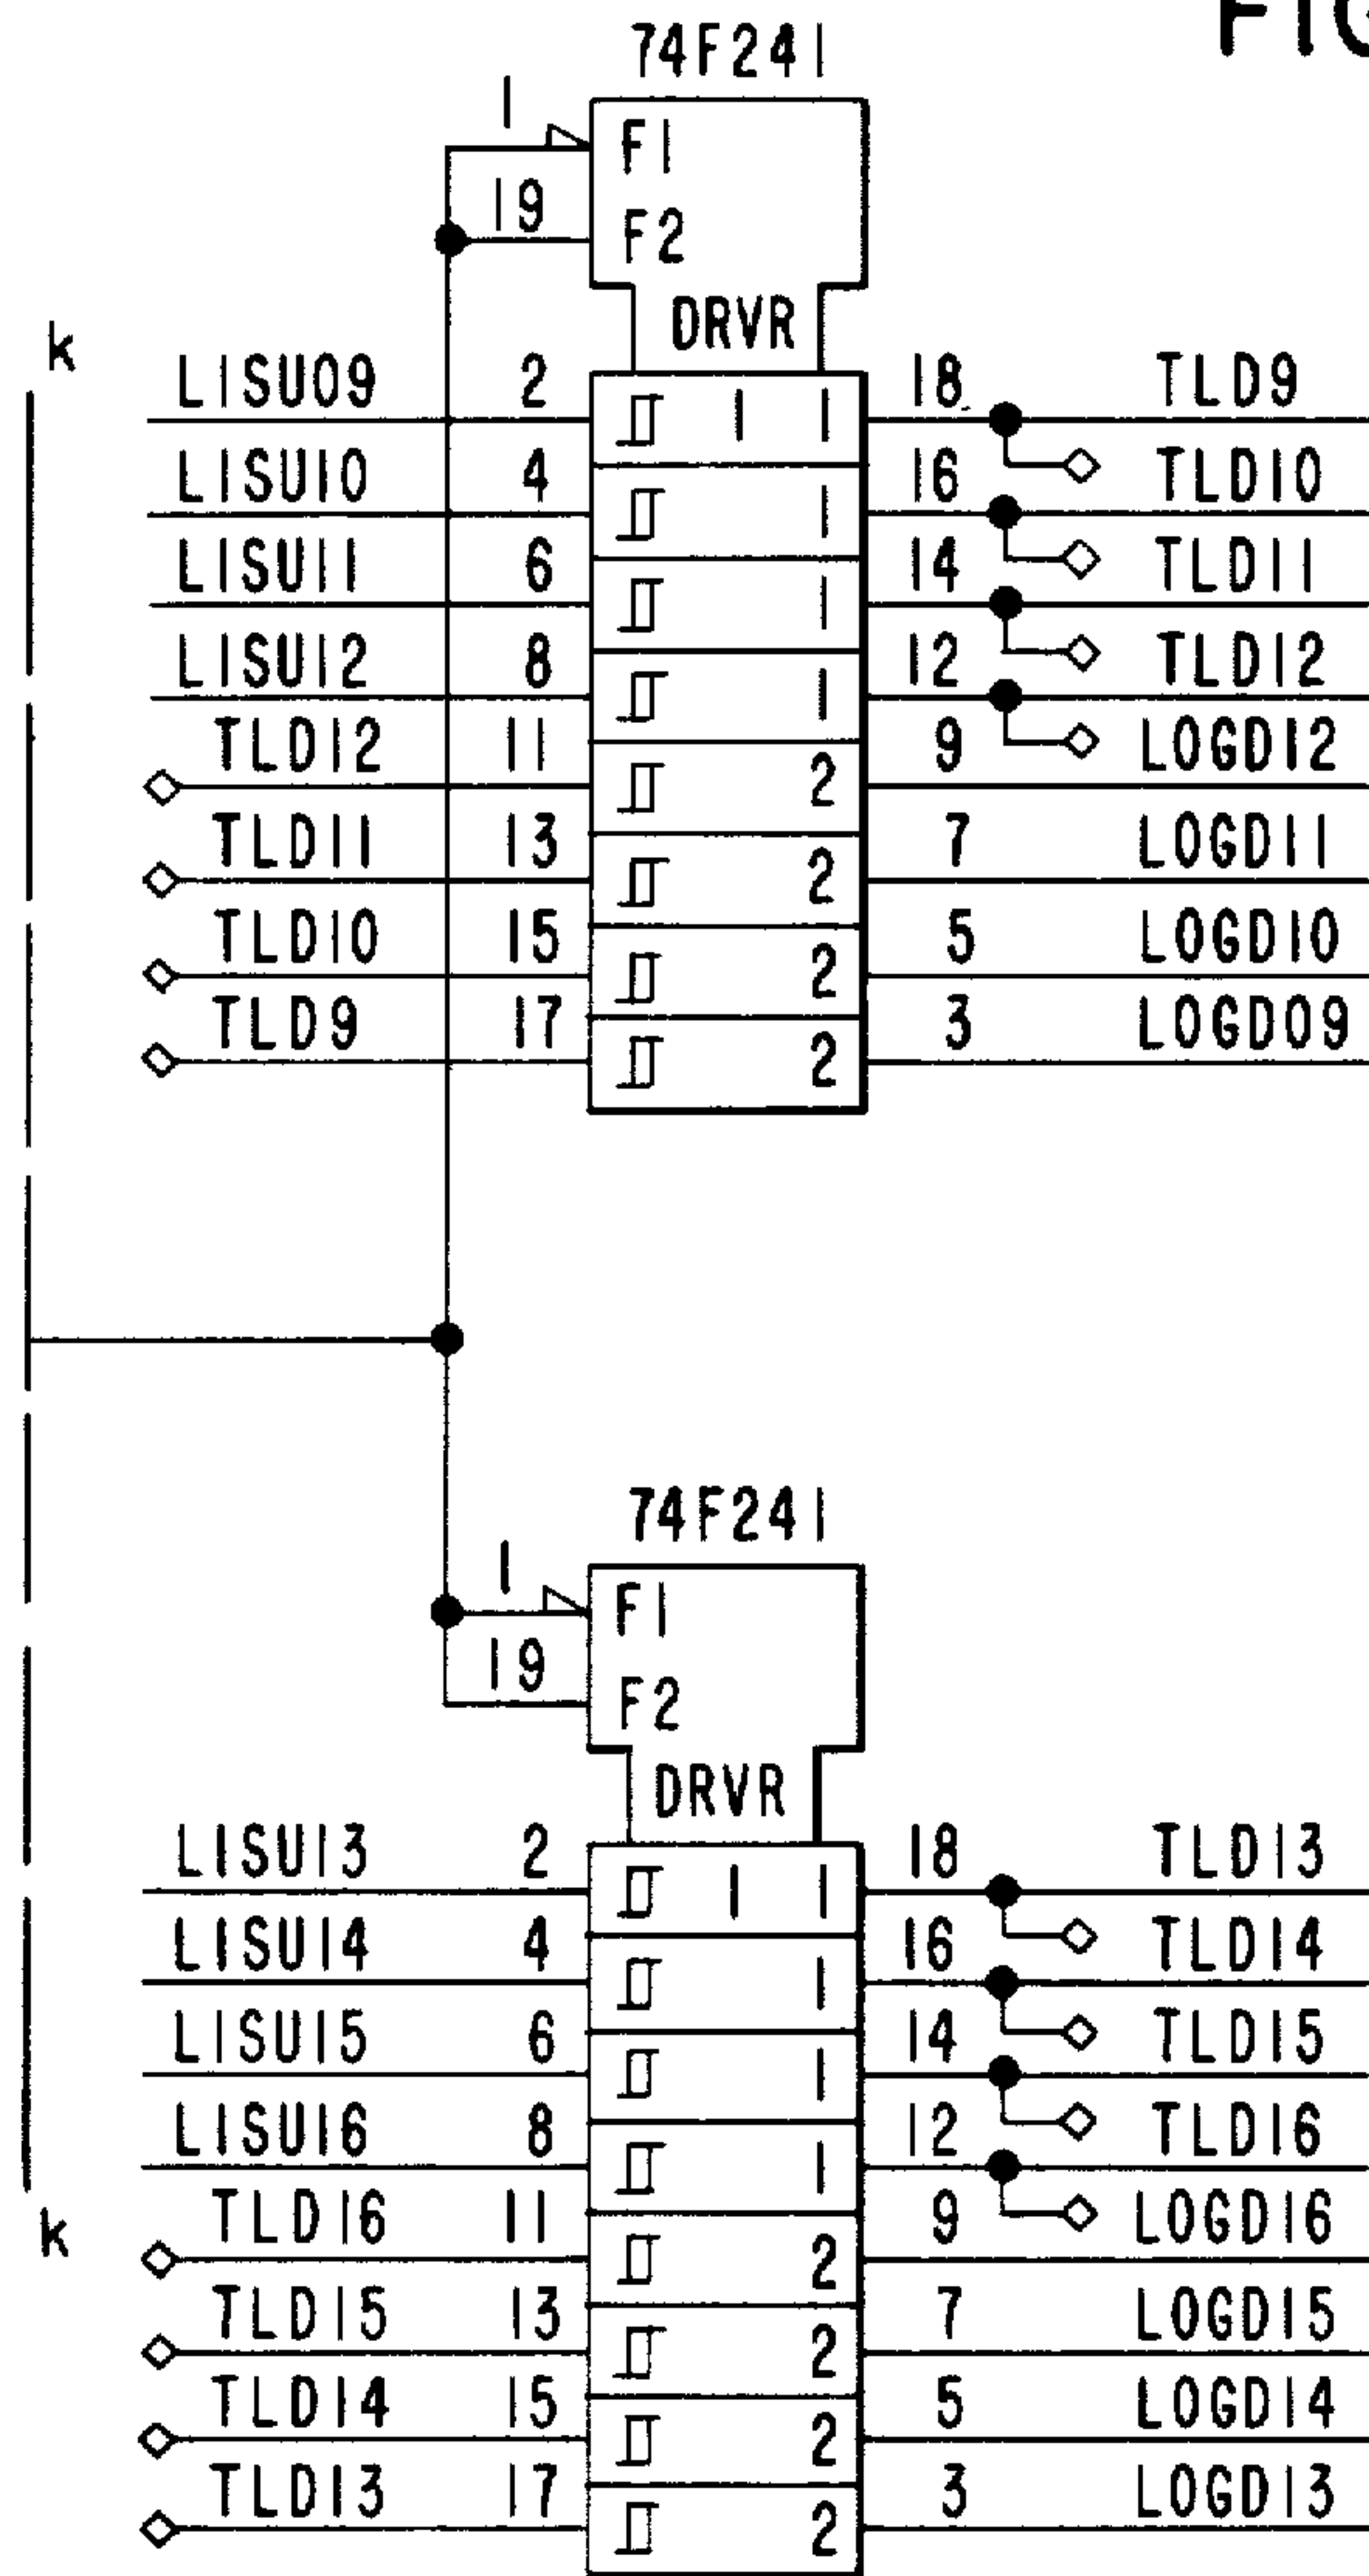 FIG
74F241
1 F1
19 F2
DRVR
k
LISU09 2 1 1 18 TLD9
LISU10 4 1 16 TLD10
LISU11 6 1 14 TLD11
LISU12 8 1 12 TLD12
TLD12 11 2 9 LOGD12
TLD11 13 2 7 LOGD11
TLD10 15 2 5 LOGD10
TLD9 17 2 3 LOGD09
74F241
1 F1
19 F2
DRVR
LISU13 2 1 1 18 TLD13
LISU14 4 1 16 TLD14
LISU15 6 1 14 TLD15
LISU16 8 1 12 TLD16
k
TLD16 11 2 9 LOGD16
TLD15 13 2 7 LOGD15
TLD14 15 2 5 LOGD14
TLD13 17 2 3 LOGD13